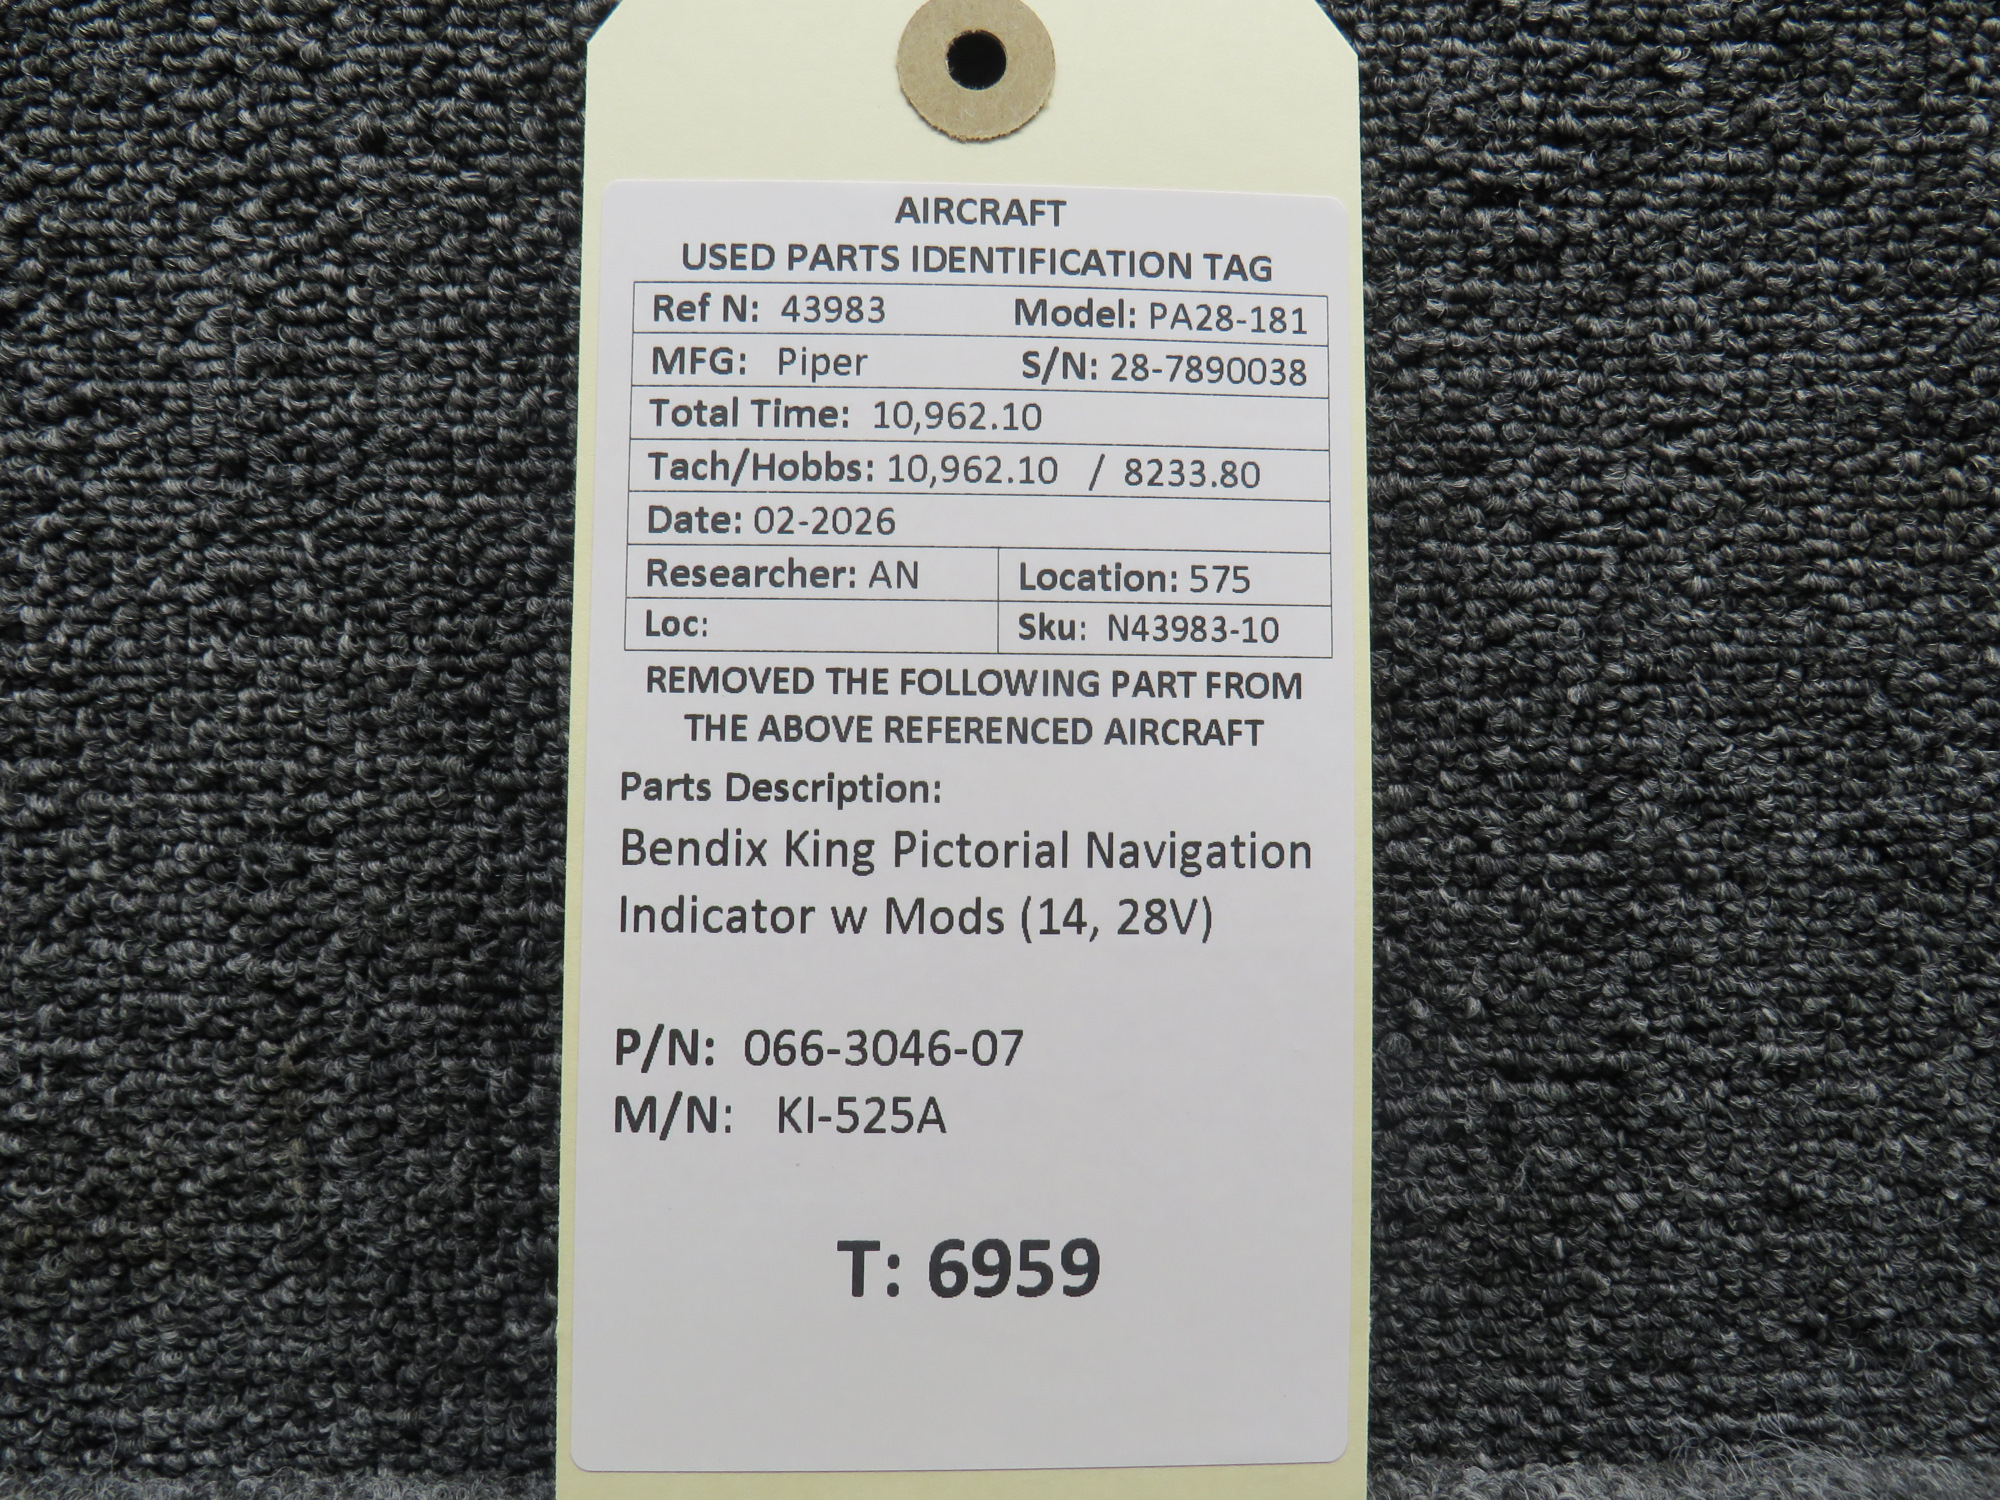 AIRCRAFT
USED PARTS IDENTIFICATION TAG
Ref N: 43983 Model: PA28-181
MFG: Piper S/N: 28-7890038
Total Time: 10,962.10
Tach/Hobbs: 10,962.10 / 8233.80
Date: 02-2026
Researcher: AN Location: 575
Loc: Sku: N43983-10
REMOVED THE FOLLOWING PART FROM
THE ABOVE REFERENCED AIRCRAFT
Parts Description:
Bendix King Pictorial Navigation
Indicator w Mods (14, 28V)
P/N: 066-3046-07
M/N: KI-525A
T: 6959